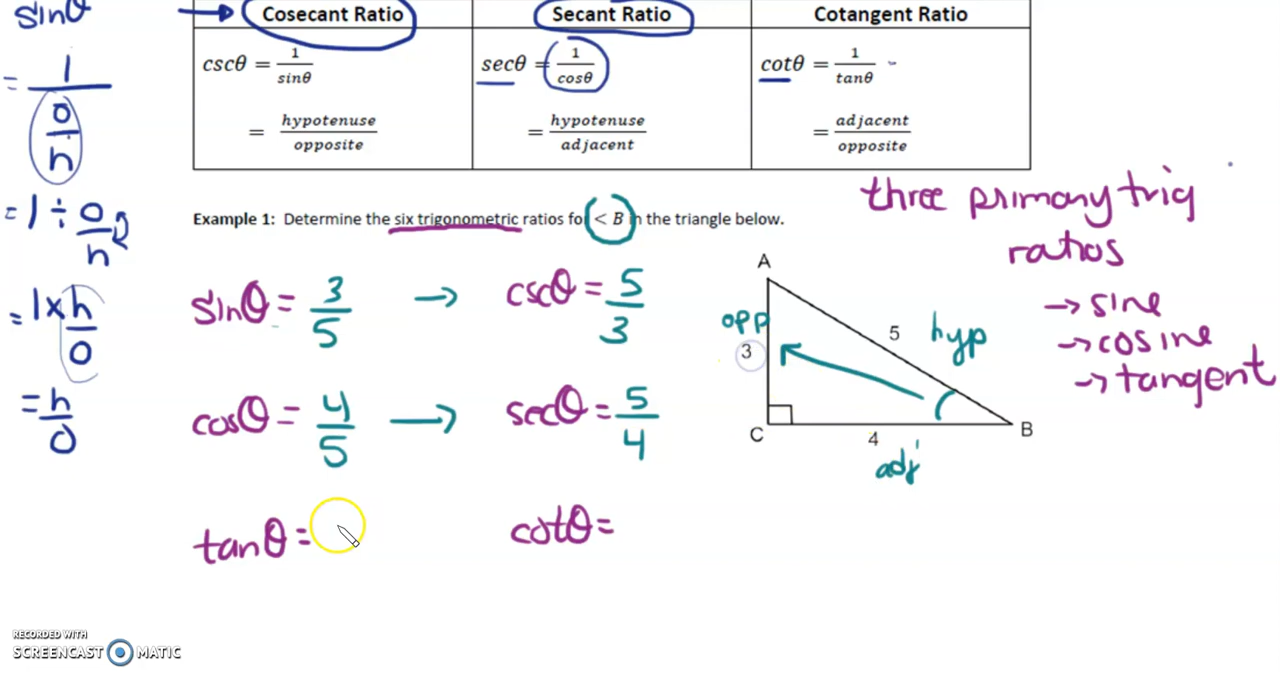 sinθ
= 1
o
h
= 1 ÷ o
h
= 1 × h
o
= h
o
Cosecant Ratio Secant Ratio Cotangent Ratio
cscθ = 1/sinθ secθ = 1/cosθ cotθ = 1/tanθ
= hypotenuse/opposite = hypotenuse/adjacent = adjacent/opposite
three primary trig
ratios
→ sine
→ cosine
→ tangent
Example 1: Determine the six trigonometric ratios for < B in the triangle below.
sinθ = 3/5 → cscθ = 5/3
cosθ = 4/5 → secθ = 5/4
tanθ = cotθ =
A
opp
3
5
hyp
C
4
B
adj
RECORDED WITH
SCREENCAST MATIC